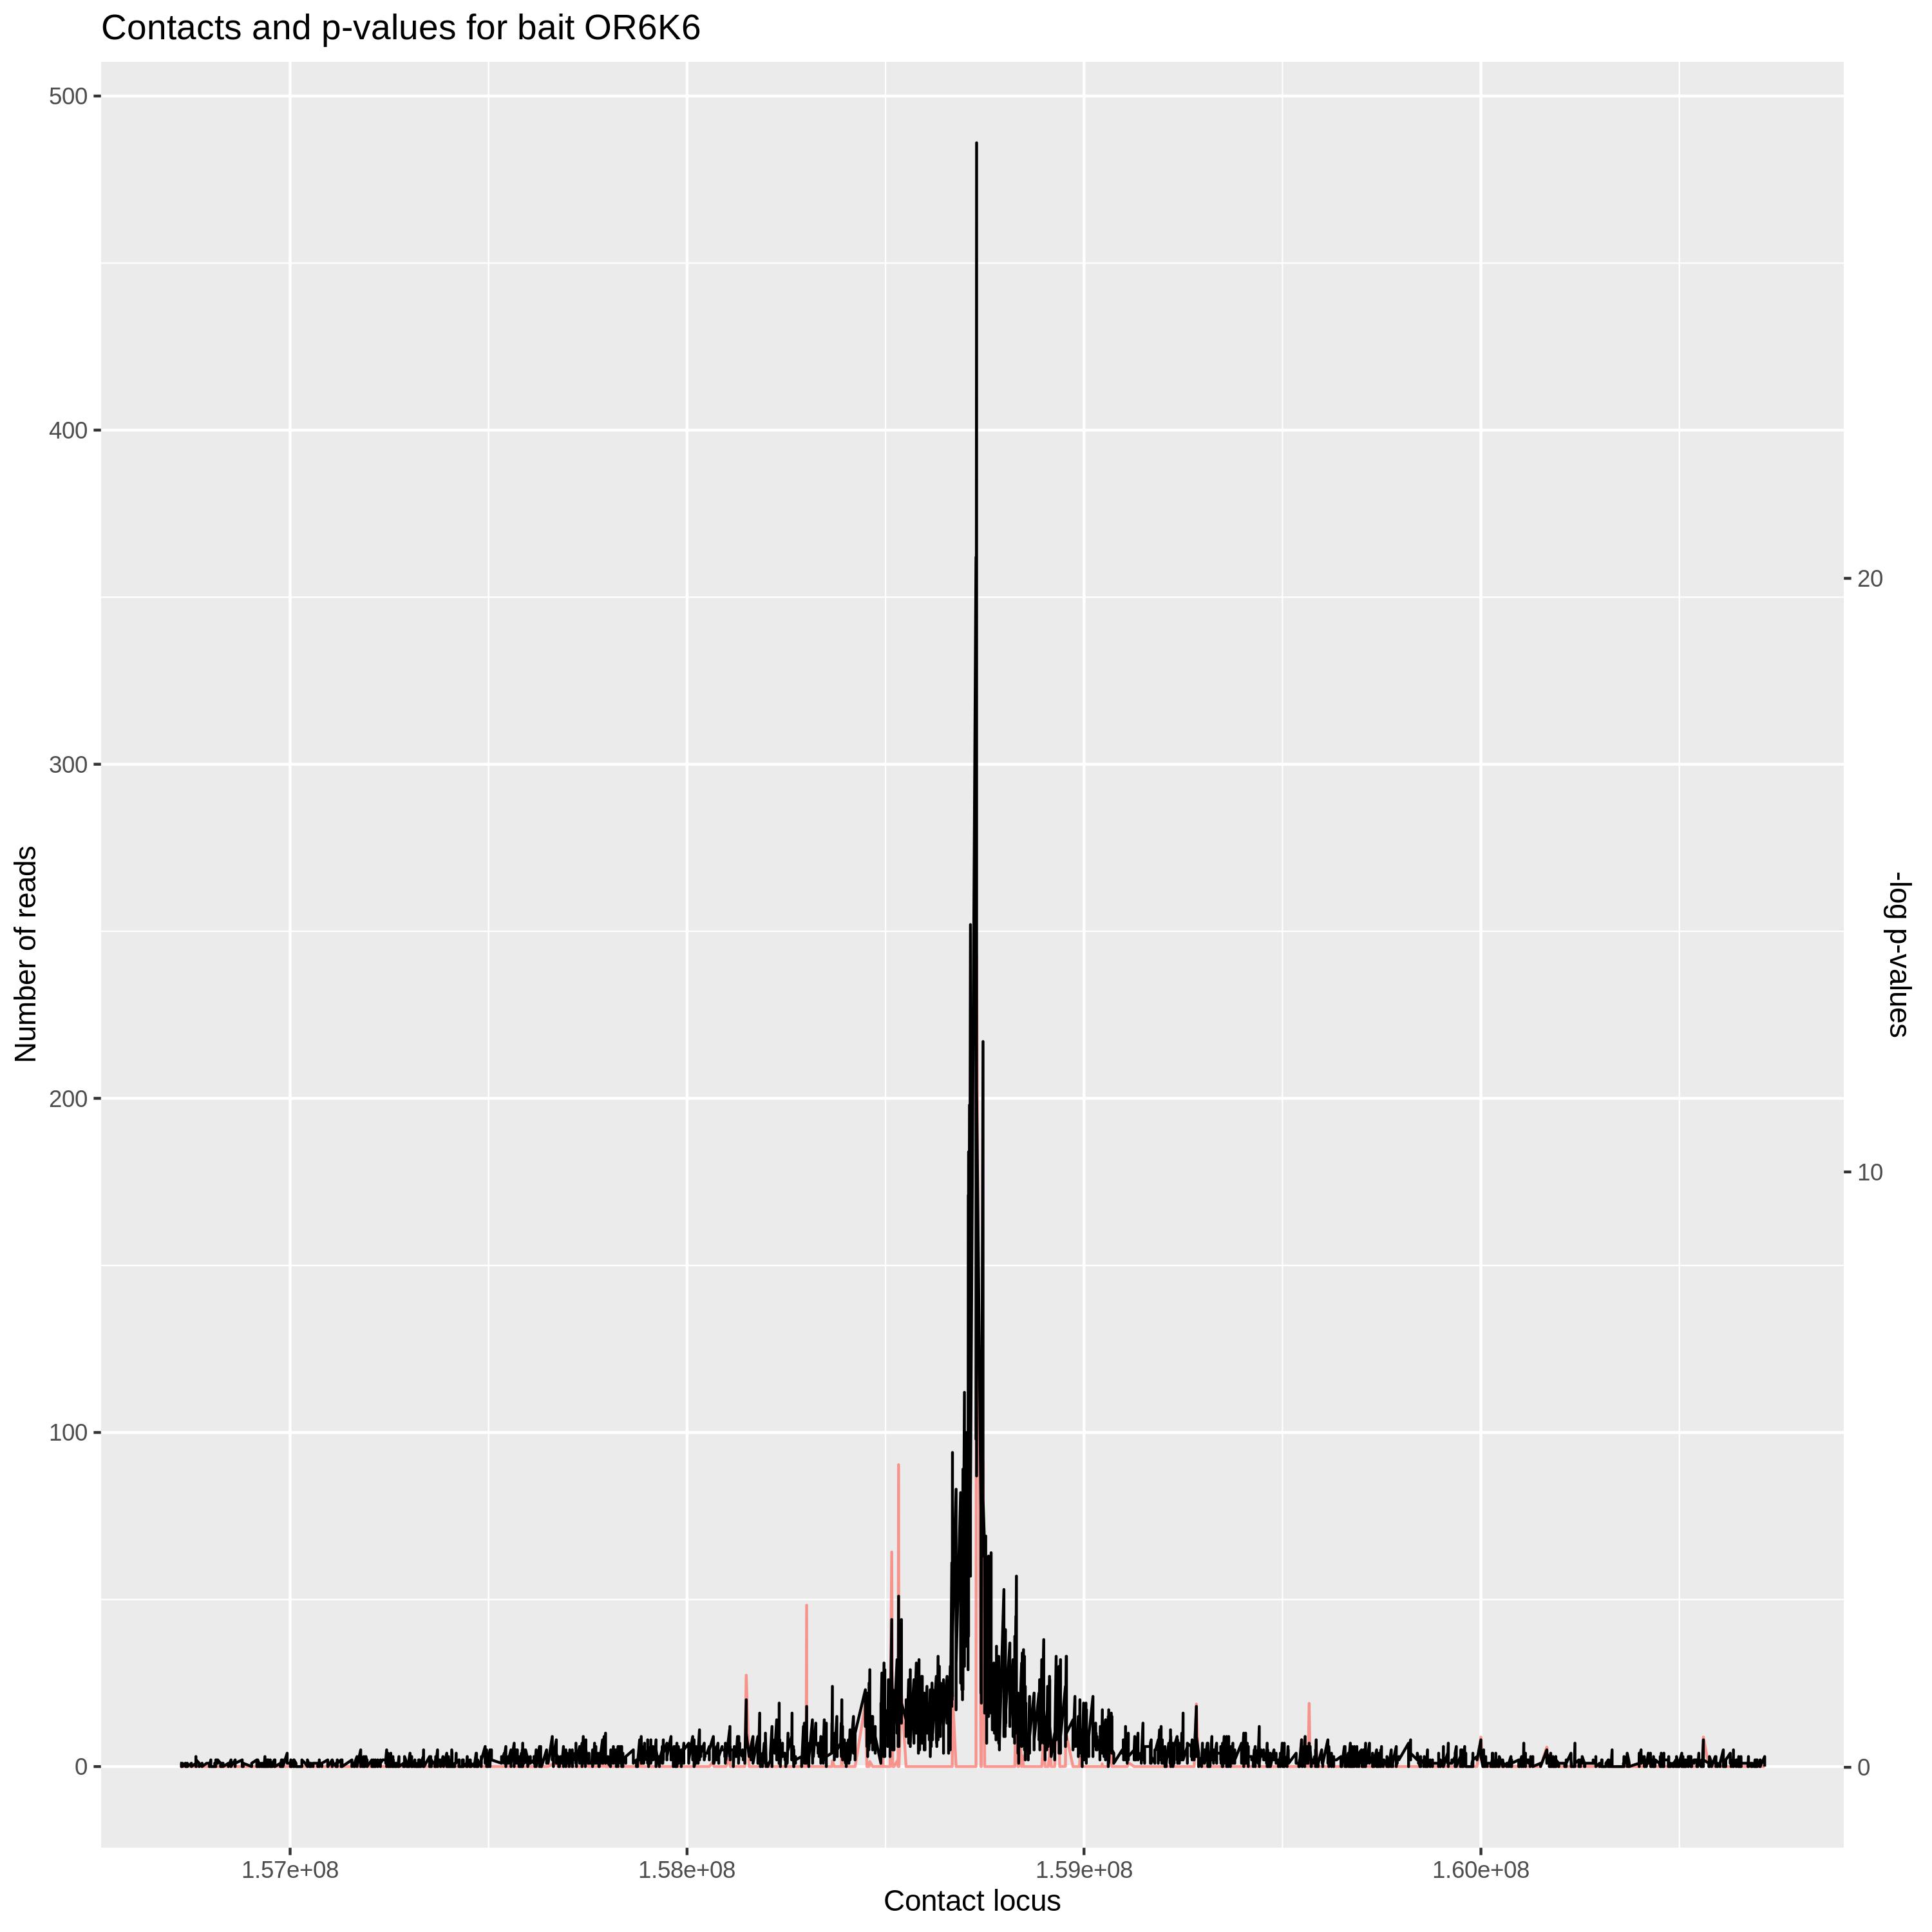 Contacts and p-values for bait OR6K6
500
400
300
200
100
0
Number of reads
20
10
0
-log p-values
1.57e+08
1.58e+08
1.59e+08
1.60e+08
Contact locus